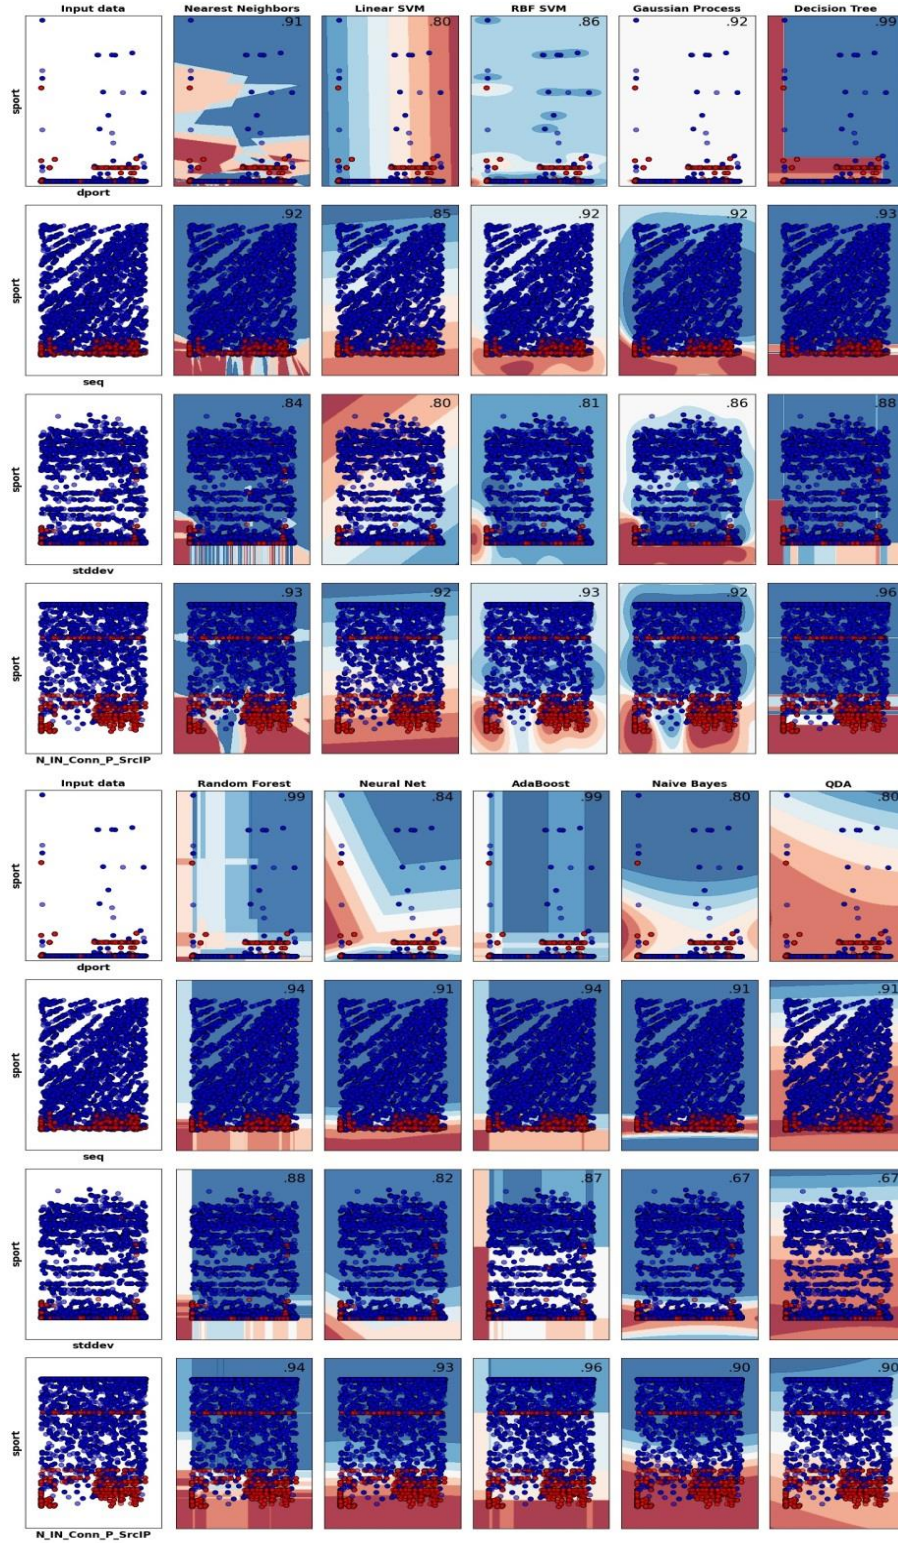 Input data Nearest Neighbors Linear SVM RBF SVM Gaussian Process Decision Tree
.91 .80 .86 .92 .99
sport
dport
.92 .85 .92 .92 .93
sport
seq
.84 .80 .81 .86 .88
sport
stddev
.93 .92 .93 .92 .96
sport
N_IN_Conn_P_SrcIP
Input data Random Forest Neural Net AdaBoost Naive Bayes QDA
.99 .84 .99 .80 .80
sport
dport
.94 .91 .94 .91 .91
sport
seq
.88 .82 .87 .67 .67
sport
stddev
.94 .93 .96 .90 .90
sport
N_IN_Conn_P_SrcIP